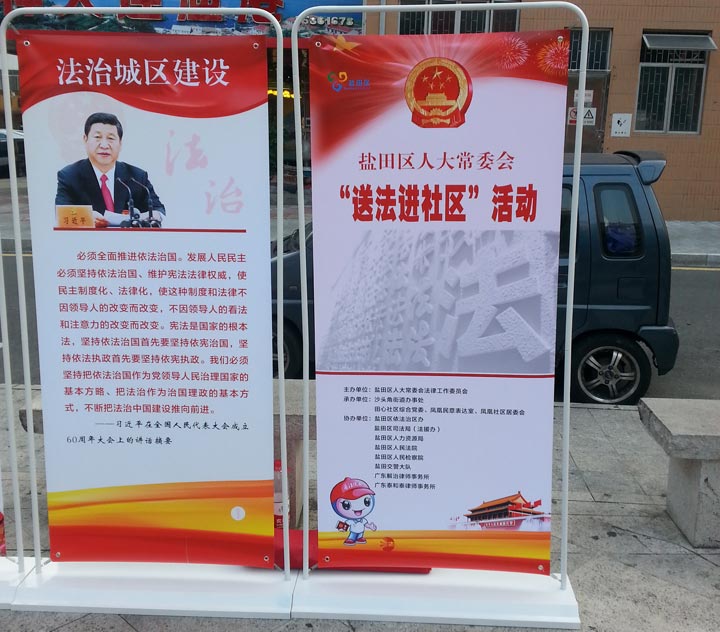 6381678
法治城区建设
法治
习近平
必须全面推进依法治国。发展人民民主
必须坚持依法治国、维护宪法法律权威，使
民主制度化、法律化，使这种制度和法律不
因领导人的改变而改变，不因领导人的看法
和注意力的改变而改变。宪法是国家的根本
法，坚持依法治国首先要坚持依宪治国，坚
持依法执政首先要坚持依宪执政。我们必须
坚持把依法治国作为党领导人民治理国家的
基本方略、把法治作为治国理政的基本方
式，不断把法治中国建设推向前进。
——习近平在全国人民代表大会成立
60周年大会上的讲话摘要
盐田区
盐田区人大常委会
“送法进社区”活动
法
主办单位：盐田区人大常委会法律工作委员会
承办单位：沙头角街道办事处
田心社区综合党委、凤凰民意表达室，凤凰社区居委会
协办单位：盐田区依法治区办
盐田区司法局（法援办）
盐田区人力资源局
盐田区人民法院
盐田区人民检察院
盐田交警大队
广东解治律师事务所
广东泰和泰律师事务所